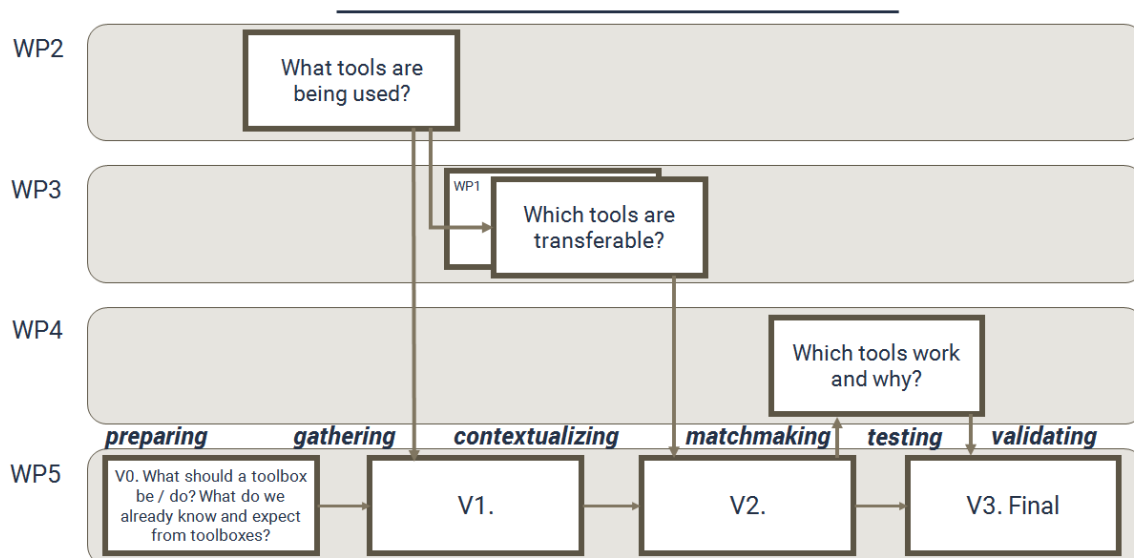 WP2
What tools are
being used?
WP3
WP1
Which tools are
transferable?
WP4
Which tools work
and why?
preparing
gathering
contextualizing
matchmaking
testing
validating
WP5
V0. What should a toolbox
be / do? What do we
already know and expect
from toolboxes?
V1.
V2.
V3. Final